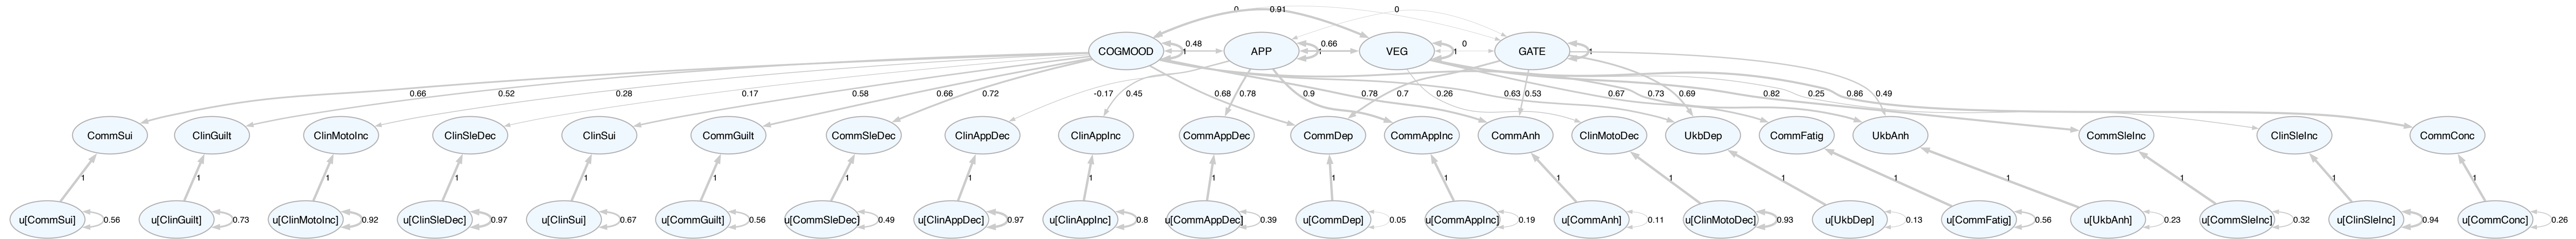 0 0.91 0
0.48 0.66 0
COGMOOD 1 APP 1 VEG 1 GATE 1
0.66 0.52 0.28 0.17 0.58 0.66 0.72 -0.17 0.45 0.68 0.78 0.9 0.78 0.7 0.26 0.53 0.63 0.67 0.73 0.69 0.82 0.25 0.86 0.49
CommSui ClinGuilt ClinMotoInc ClinSleDec ClinSui CommGuilt CommSleDec ClinAppDec ClinAppInc CommAppDec CommDep CommAppInc CommAnh ClinMotoDec UkbDep CommFatig UkbAnh CommSleInc ClinSleInc CommConc
1 1 1 1 1 1 1 1 1 1 1 1 1 1 1 1 1 1 1 1
u[CommSui] 0.56 u[ClinGuilt] 0.73 u[ClinMotoInc] 0.92 u[ClinSleDec] 0.97 u[ClinSui] 0.67 u[CommGuilt] 0.56 u[CommSleDec] 0.49 u[ClinAppDec] 0.97 u[ClinAppInc] 0.8 u[CommAppDec] 0.39 u[CommDep] 0.05 u[CommAppInc] 0.19 u[CommAnh] 0.11 u[ClinMotoDec] 0.93 u[UkbDep] 0.13 u[CommFatig] 0.56 u[UkbAnh] 0.23 u[CommSleInc] 0.32 u[ClinSleInc] 0.94 u[CommConc] 0.26